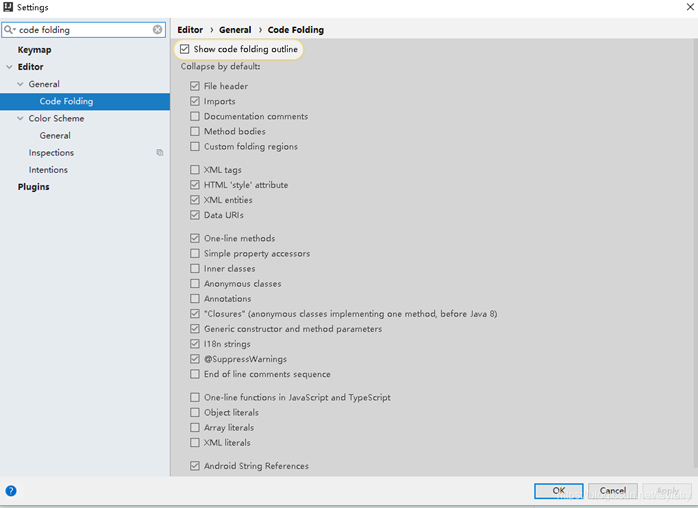 Settings
code folding
Keymap
Editor
General
Code Folding
Color Scheme
General
Inspections
Intentions
Plugins
Editor › General › Code Folding
Show code folding outline
Collapse by default:
File header
Imports
Documentation comments
Method bodies
Custom folding regions
XML tags
HTML 'style' attribute
XML entities
Data URIs
One-line methods
Simple property accessors
Inner classes
Anonymous classes
Annotations
"Closures" (anonymous classes implementing one method, before Java 8)
Generic constructor and method parameters
I18n strings
@SuppressWarnings
End of line comments sequence
One-line functions in JavaScript and TypeScript
Object literals
Array literals
XML literals
Android String References
?
OK Cancel Apply